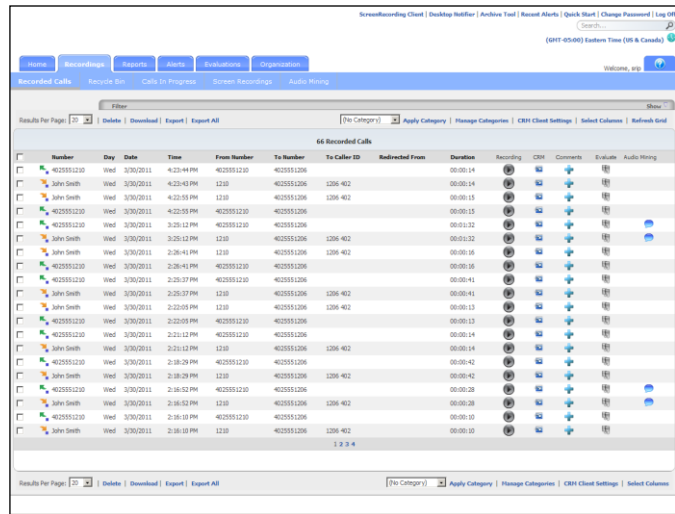 ScreenRecording Client | Desktop Notifier | Archive Tool | Recent Alerts | Quick Start | Change Password | Log Off
Search...
(GMT-05:00) Eastern Time (US & Canada)
Home Recordings Reports Alerts Evaluations Organization
Welcome, srip
Recorded Calls Recycle Bin Calls In Progress Screen Recordings Audio Mining
Filter Show
Results Per Page: 20 | Delete | Download | Export | Export All (No Category) Apply Category | Manage Categories | CRM Client Settings | Select Columns | Refresh Grid
66 Recorded Calls
Number Day Date Time From Number To Number To Caller ID Redirected From Duration Recording CRM Comments Evaluate Audio Mining
4025551210 Wed 3/30/2011 4:23:44 PM 4025551210 4025551206 00:00:14
John Smith Wed 3/30/2011 4:23:43 PM 1210 4025551206 1206 402 00:00:14
John Smith Wed 3/30/2011 4:22:55 PM 1210 4025551206 1206 402 00:00:15
4025551210 Wed 3/30/2011 4:22:55 PM 4025551210 4025551206 00:00:15
4025551210 Wed 3/30/2011 3:25:12 PM 4025551210 4025551206 00:01:32
John Smith Wed 3/30/2011 3:25:12 PM 1210 4025551206 1206 402 00:01:32
John Smith Wed 3/30/2011 2:26:41 PM 1210 4025551206 1206 402 00:00:16
4025551210 Wed 3/30/2011 2:26:41 PM 4025551210 4025551206 00:00:16
4025551210 Wed 3/30/2011 2:25:37 PM 4025551210 4025551206 00:00:41
John Smith Wed 3/30/2011 2:25:37 PM 1210 4025551206 1206 402 00:00:41
John Smith Wed 3/30/2011 2:22:05 PM 1210 4025551206 1206 402 00:00:13
4025551210 Wed 3/30/2011 2:22:05 PM 4025551210 4025551206 00:00:13
4025551210 Wed 3/30/2011 2:21:12 PM 4025551210 4025551206 00:00:14
John Smith Wed 3/30/2011 2:21:12 PM 1210 4025551206 1206 402 00:00:14
4025551210 Wed 3/30/2011 2:18:29 PM 4025551210 4025551206 00:00:42
John Smith Wed 3/30/2011 2:18:29 PM 1210 4025551206 1206 402 00:00:42
4025551210 Wed 3/30/2011 2:16:52 PM 4025551210 4025551206 00:00:28
John Smith Wed 3/30/2011 2:16:52 PM 1210 4025551206 1206 402 00:00:28
4025551210 Wed 3/30/2011 2:16:10 PM 4025551210 4025551206 00:00:10
John Smith Wed 3/30/2011 2:16:10 PM 1210 4025551206 1206 402 00:00:10
1 2 3 4
Results Per Page: 20 | Delete | Download | Export | Export All (No Category) Apply Category | Manage Categories | CRM Client Settings | Select Columns